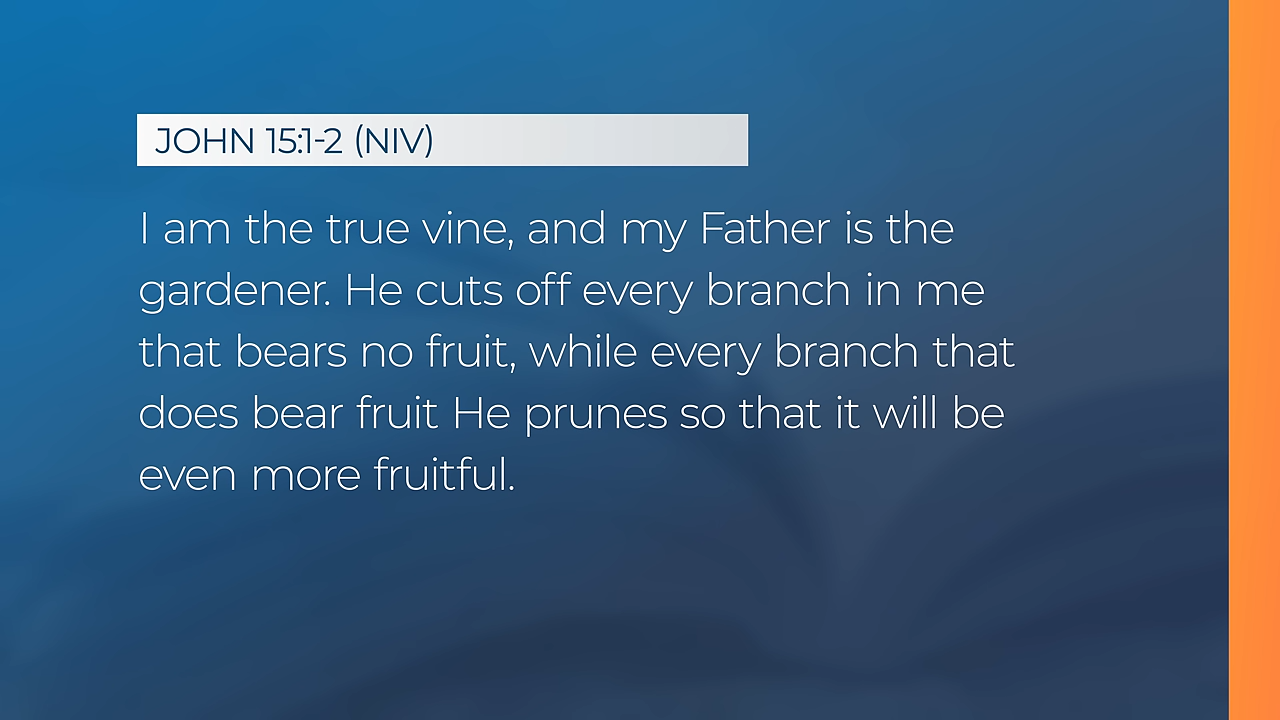 JOHN 15:1-2 (NIV)
I am the true vine, and my Father is the
gardener. He cuts off every branch in me
that bears no fruit, while every branch that
does bear fruit He prunes so that it will be
even more fruitful.